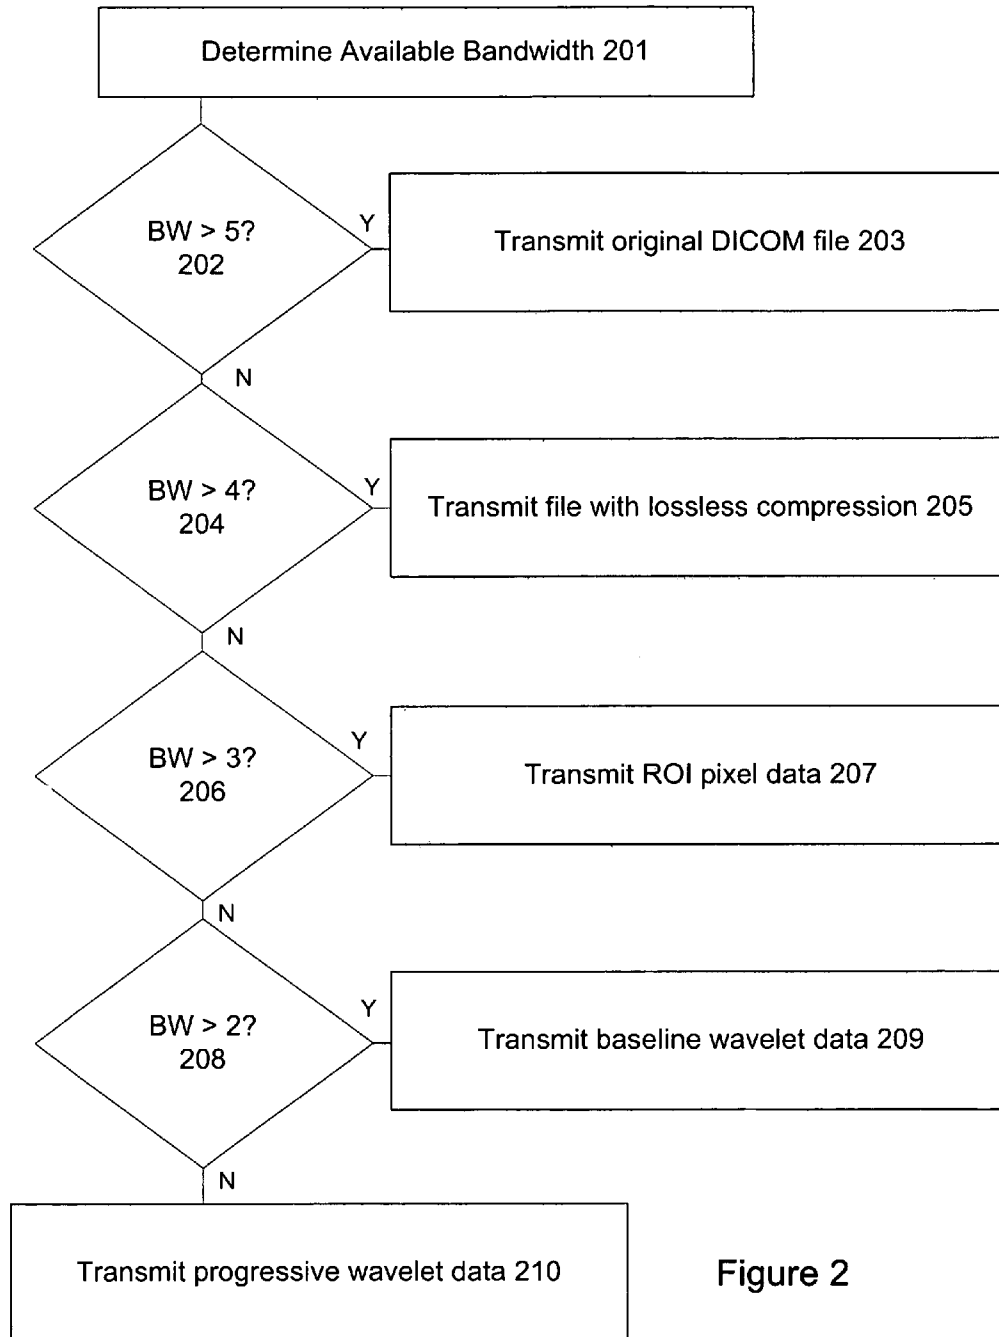 Determine Available Bandwidth 201
BW > 5?
202
Y
Transmit original DICOM file 203
N
BW > 4?
204
Y
Transmit file with lossless compression 205
N
BW > 3?
206
Y
Transmit ROI pixel data 207
N
BW > 2?
208
Y
Transmit baseline wavelet data 209
N
Transmit progressive wavelet data 210
Figure 2